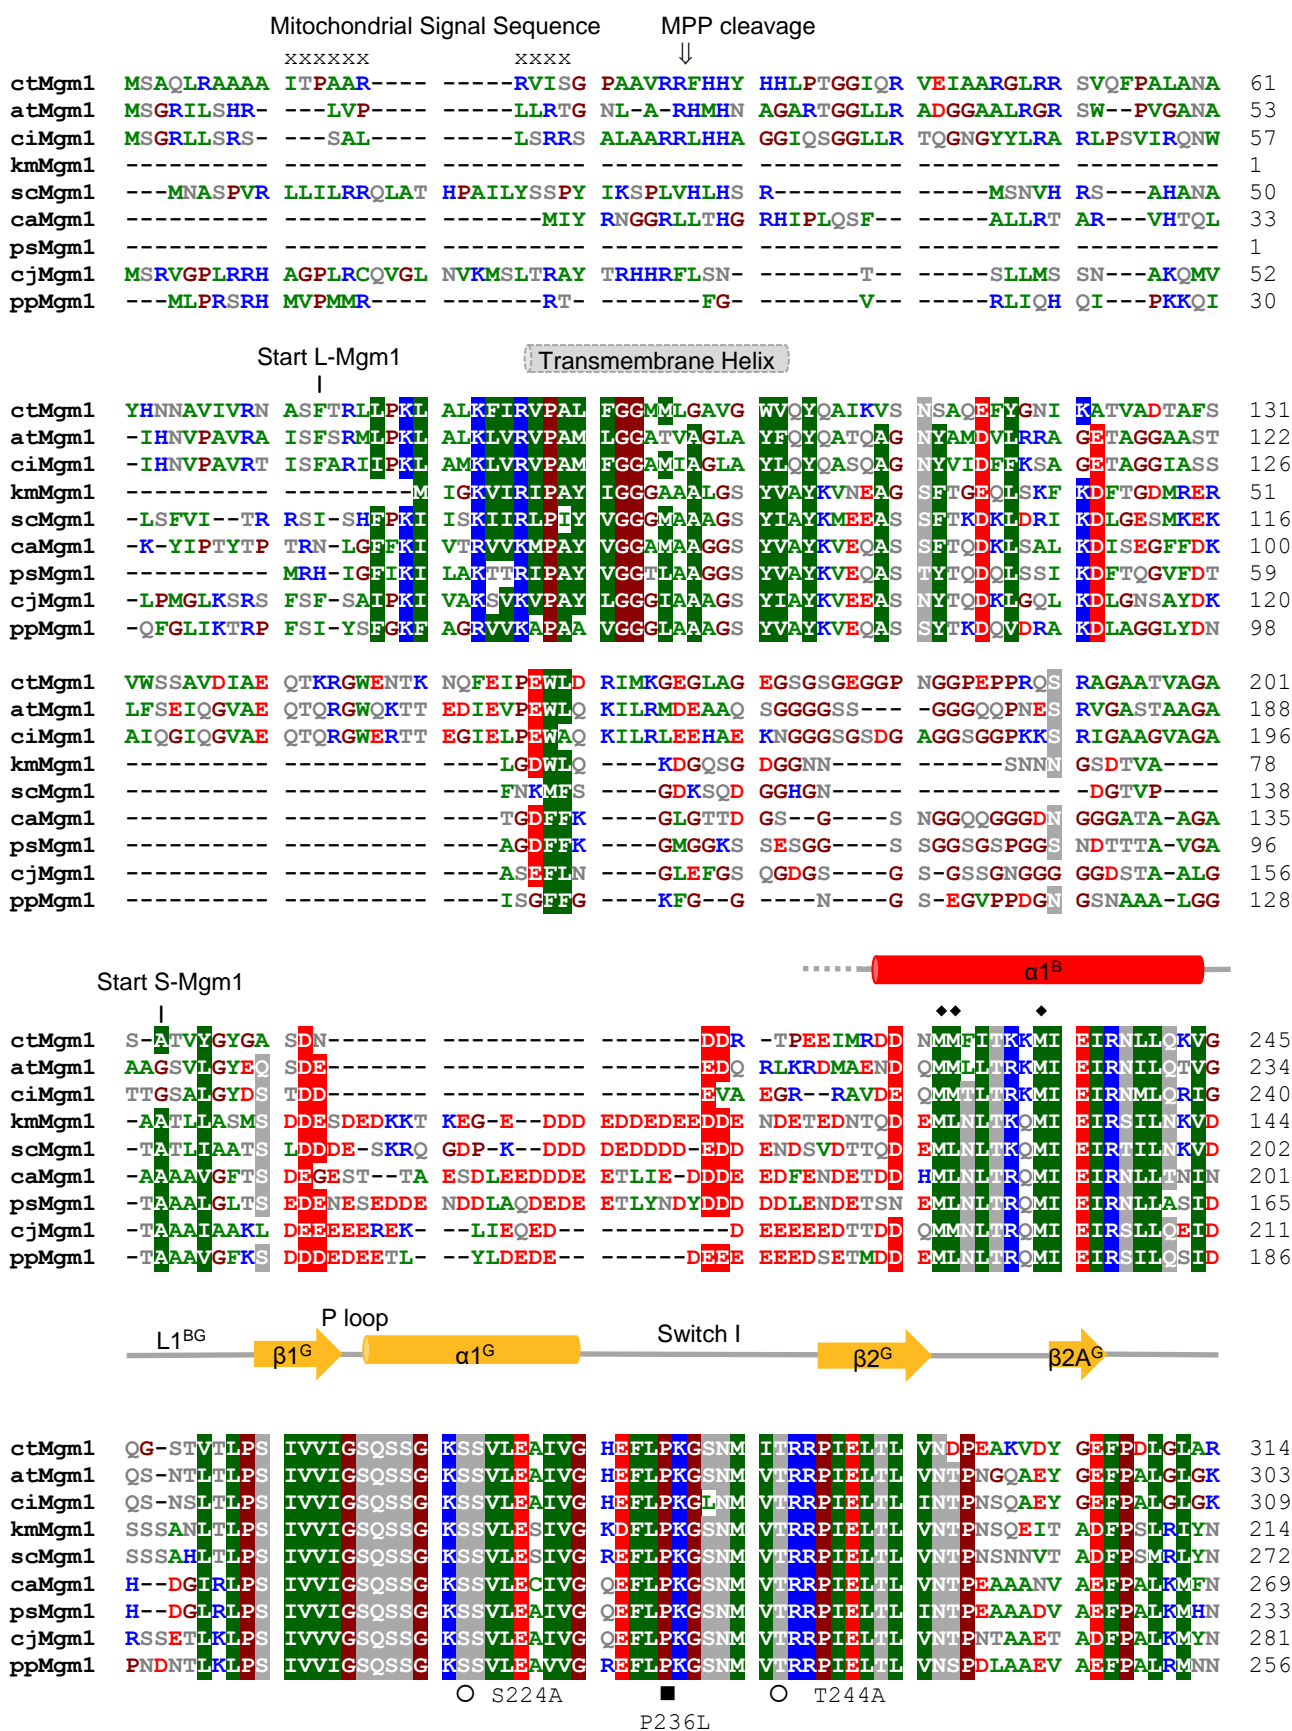 Mitochondrial Signal Sequence MPP cleavage
xxxxxx xxxx ⇓
ctMgm1 MSAQLRAAAA ITPAAR---- -----RVISG PAAVRRFHHY HHLPTGGIQR VEIAARGLRR SVQFPALANA 61
atMgm1 MSGRILSHR- ---LVP---- -----LLRTG NL-A-RHMHN AGARTGGLLR ADGGALRGRG SW--PVGANA 53
ciMgm1 MSGRLLSRS- ---SAL---- -----LSRRS ALAARRLHHA GGIQSGGLLR TQGNGYYLRA RLPSVIRQNW 57
kmMgm1 ---------- ---------- ---------- ---------- ---------- ---------- ---------- 1
scMgm1 ---MNASPVR LLILRRQLAT HPAILYSSPY IKSPLVHLHS R--------- -----MSNVH RS---AHANA 50
caMgm1 ---------- ---------- -------MIY RNGGRLLTHG RHIPLQSF-- -----ALLRT AR---VHTQL 33
psMgm1 ---------- ---------- ---------- ---------- ---------- ---------- ---------- 1
cjMgm1 MSRVGPLRRH AGPLRCQVGL NVKMSLTRAY TRHHRFLSN- -------T-- -----SLLMS SN---AKQMV 52
ppMgm1 ---MLPRSRH MVPMMR---- -------RT- -------FG- -------V-- -----RLIQH QI---PKKQI 30
Start L-Mgm1 Transmembrane Helix
ctMgm1 YHNNAVIVRN ASFTRLLPKL ALKFIRVPAL FGGMMLGAVG WVQYQAIKVS NSAQEFYGNI KATVADTAFS 131
atMgm1 -IHNVPAVRA ISFSRMLPKL ALKLVRVPAM LGGATVAGLA YFQYQATQAG NYAMDVLRRA GETAGGAAST 122
ciMgm1 -IHNVPAVRT ISFARIIPKL AMKLVRVPAM FGGAMIAGLA YLQYQASQAG NYVIDFFKSA GETAGGIASS 126
kmMgm1 ---------- ---------M IGKVIRIPAY IGGGAAALGS YVAYKVNEAG SFTGEQLSKF KDFTGDMRER 51
scMgm1 -LSFVI--TR RSI-SHFPKI ISKIIRLPIY VGGGMAAAGS YIAYKMEEAS SFTKDKLDRI KDLGESMKEK 116
caMgm1 -K-YIPTYTP TRN-LGFFKI VTRVVKMPAY VGGAMAAGGS YVAYKVEQAS SFTQDKLSAL KDISEGFFDK 100
psMgm1 ---------- MRH-IGFIKI LAKTTRIPAY VGGTLAAGGS YVAYKVEQAS TYTQDQLSSI KDFTQGVFDT 59
cjMgm1 -LPMGLKSRS FSF-SAIPKI VAKSVKVPAY LGGGIAAAGS YIAYKVEEAS NYTQDKLGQL KDLGNSAYDK 120
ppMgm1 -QFGLIKTRP FSI-YSFGKF AGRVVKAPAA VGGGLAAAGS YVAYKVEQAS SYTKDQVDRA KDLAGGLYDN 98
ctMgm1 VWSSAVDIAE QTKRGWENTK NQFEIPEWLD RIMKGEGLAG EGSGSGEGGP NGGPEPPRQS RAGAATVAGA 201
atMgm1 LFSEIQGVAE QTQRGWQKTT EDIEVPEWLQ KILRMDEAAQ SGGGGSS--- -GGGQQPNES RVGASTAAGA 188
ciMgm1 AIQGIQGVAE QTQRGWERTT EGIELPEWAQ KILRLEEHAE KNGGGSGSDG AGGSGGPKKS RIGAAGVAGA 196
kmMgm1 ---------- ---------- ----LGDWLQ ----KDGQSG DGGNN----- ------SNNN GSDTVA---- 78
scMgm1 ---------- ---------- ----FNKMFS ----GDKSQD GGHGN----- ---------- -DGTVP---- 138
caMgm1 ---------- ---------- ----TGDFFK ----GLGTTD GS--G----S NGGQQGGGDN GGGATA-AGA 135
psMgm1 ---------- ---------- ----AGDFFK ----GMGGKS SESGG----S SGGSGSPGGS NDTTTA-VGA 96
cjMgm1 ---------- ---------- ----ASEFLN ----GLEFGS QGDGS----G S-GSSGNGGG GGDSTA-ALG 156
ppMgm1 ---------- ---------- ----ISGFFG ----KFG--G ----N----G S-EGVPPDGN GSNAAA-LGG 128
Start S-Mgm1 α1B
ctMgm1 S-ATVYGYGA SDN------- ---------- -------DDR -TPEEIMRDD NMMFITKKMI EIRNLLQKVG 245
atMgm1 AAGSVLGYEQ SDE------- ---------- -------EDQ RLKRDMAEND QMMLLTRKMI EIRNILQTVG 234
ciMgm1 TTGSALGYDS TDD------- ---------- -------EVA EGR--RAVDE QMMTLTRKMI EIRNMLQRIG 240
kmMgm1 -AATLLASMS DDESDEDKKT KEG-E--DDD EDDEDEEDDE NDETEDNTQD EMLNLTKQMI EIRSILNKVD 144
scMgm1 -TATLIAATS LDDDE-SKRQ GDP-K--DDD DEDDDD-EDD ENDSVDTTQD EMLNLTKQMI EIRTILNKVD 202
caMgm1 -AAAAVGFTS DEGEST--TA ESDLEEDDDE ETLIE-DDDE EDFENDETDD HMLNLTRQMI EIRNLLTNIN 201
psMgm1 -TAAALGLTS EDENESEDDE NDDLAQDEDE ETLYNDYDDD DDLENDETSN EMLNLTRQMI EIRNLLASID 165
cjMgm1 -TAAAIAAKL DEEEEEREK- --LIEQED-- ---------D EEEEEDTTDD QMMNLTRQMI EIRSLLQEID 211
ppMgm1 -TAAAVGFKS DDDEDEETL- --YLDEDE-- ------DEEE EEEDSETMDD EMLNLTRQMI EIRSILQSID 186
L1BG β1G P loop α1G Switch I β2G β2AG
ctMgm1 QG-STVTLPS IVVIGSQSSG KSSVLEAIVG HEFLPKGSNM ITRRPIELTL VNDPEAKVDY GEFPDLGLAR 314
atMgm1 QS-NTLTLPS IVVIGSQSSG KSSVLEAIVG HEFLPKGSNM VTRRPIELTL VNTPNGQAEY GEFPALGLGK 303
ciMgm1 QS-NSLTLPS IVVIGSQSSG KSSVLEAIVG HEFLPKGLNM VTRRPIELTL INTPNSQAEY GEFPALGLGK 309
kmMgm1 SSSANLTLPS IVVIGSQSSG KSSVLESIVG KDFLPKGSNM VTRRPIELTL VNTPNSQEIT ADFPSLRIYN 214
scMgm1 SSSAHLTLPS IVVIGSQSSG KSSVLESIVG REFLPKGSNM VTRRPIELTL VNTPNSNNVT ADFPSMRLYN 272
caMgm1 H--DGIRLPS IVVIGSQSSG KSSVLECIVG QEFLPKGSNM VTRRPIELTL VNTPEAAANV AEFPALKMFN 269
psMgm1 H--DGLRLPS IVVIGSQSSG KSSVLEAIVG QEFLPKGSNM VTRRPIELTL INTPEAAADV AEFPALKMHN 233
cjMgm1 RSSETLKLPS IVVVGSQSSG KSSVLEAIVG QEFLPKGSNM VTRRPIELTL VNTPNTAAET ADFPALKMYN 281
ppMgm1 PNDNTLKLPS IVVIGSQSSG KSSVLEAVVG REFLPKGSNM VTRRPIELTL VNSPDLAAEV AEFPALRMNN 256
S224A T244A
P236L